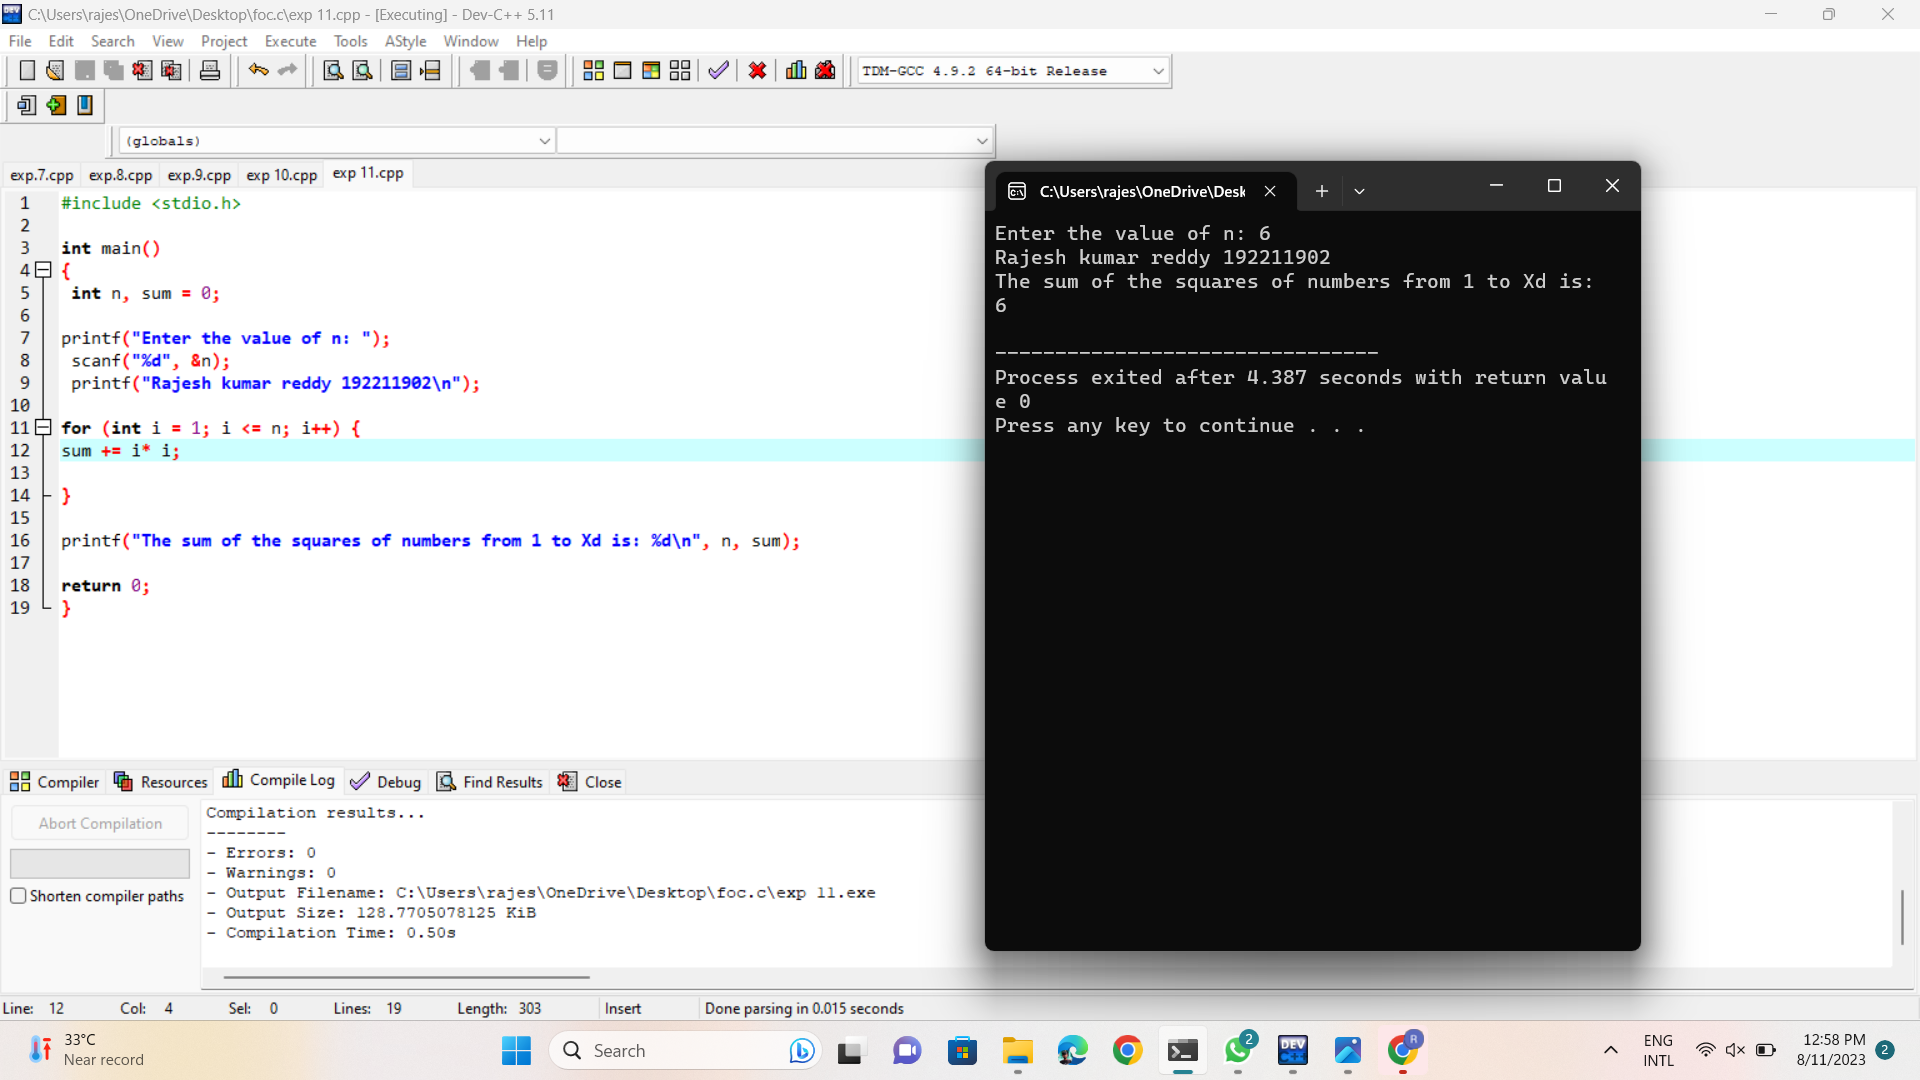 C:\Users\rajes\OneDrive\Desktop\foc.c\exp 11.cpp - [Executing] - Dev-C++ 5.11
File Edit Search View Project Execute Tools AStyle Window Help
TDM-GCC 4.9.2 64-bit Release
(globals)
exp.7.cpp exp.8.cpp exp.9.cpp exp 10.cpp exp 11.cpp
1 #include <stdio.h>
2
3 int main()
4 {
5 int n, sum = 0;
6
7 printf("Enter the value of n: ");
8 scanf("%d", &n);
9 printf("Rajesh kumar reddy 192211902\n");
10
11 for (int i = 1; i <= n; i++) {
12 sum += i* i;
13
14 }
15
16 printf("The sum of the squares of numbers from 1 to Xd is: %d\n", n, sum);
17
18 return 0;
19 }
C:\Users\rajes\OneDrive\Desk
Enter the value of n: 6
Rajesh kumar reddy 192211902
The sum of the squares of numbers from 1 to Xd is:
6
--------------------------------
Process exited after 4.387 seconds with return valu
e 0
Press any key to continue . . .
Compiler Resources Compile Log Debug Find Results Close
Abort Compilation
Shorten compiler paths
Compilation results...
--------
- Errors: 0
- Warnings: 0
- Output Filename: C:\Users\rajes\OneDrive\Desktop\foc.c\exp 11.exe
- Output Size: 128.7705078125 KiB
- Compilation Time: 0.50s
Line: 12 Col: 4 Sel: 0 Lines: 19 Length: 303 Insert Done parsing in 0.015 seconds
33°C
Near record
Search
DEV
C++
2
R
ENG
INTL
12:58 PM
8/11/2023
2